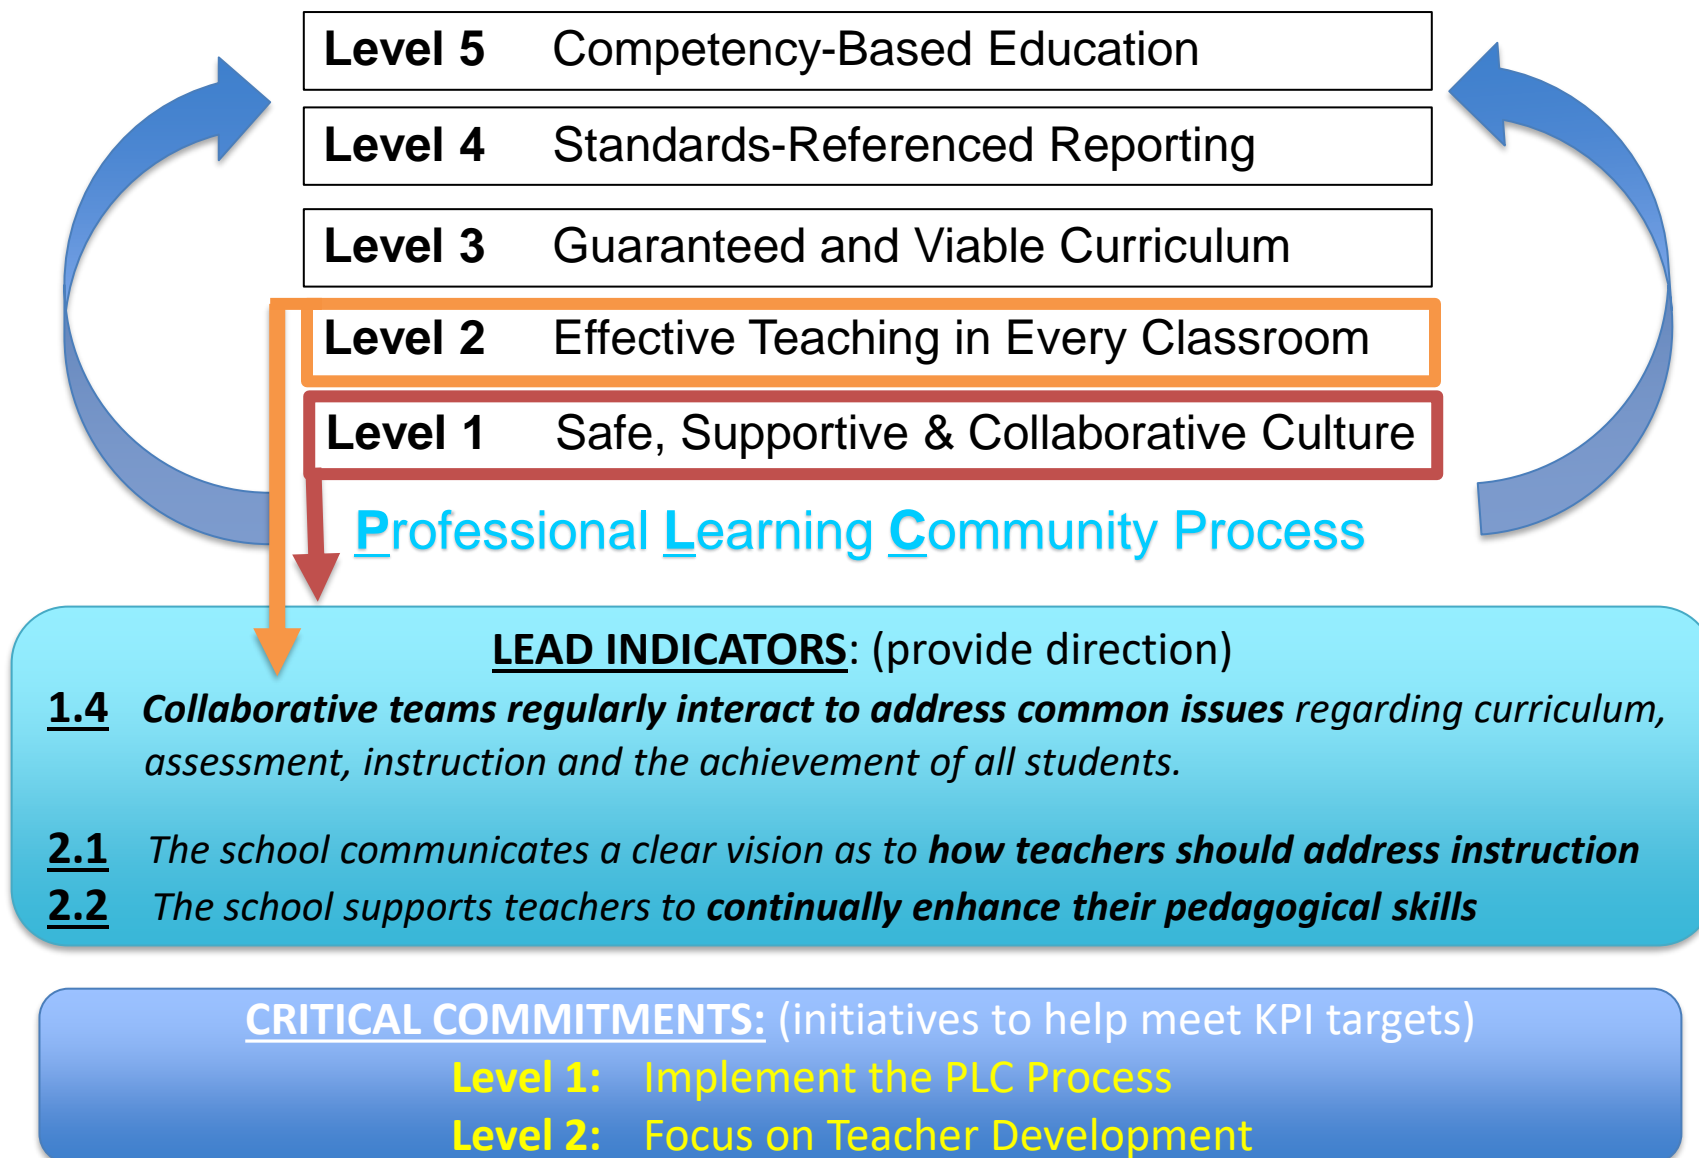 Level 5 Competency-Based Education
Level 4 Standards-Referenced Reporting
Level 3 Guaranteed and Viable Curriculum
Level 2 Effective Teaching in Every Classroom
Level 1 Safe, Supportive & Collaborative Culture
Professional Learning Community Process
LEAD INDICATORS: (provide direction)
1.4 Collaborative teams regularly interact to address common issues regarding curriculum,
assessment, instruction and the achievement of all students.
2.1 The school communicates a clear vision as to how teachers should address instruction
2.2 The school supports teachers to continually enhance their pedagogical skills
CRITICAL COMMITMENTS: (initiatives to help meet KPI targets)
Level 1: Implement the PLC Process
Level 2: Focus on Teacher Development